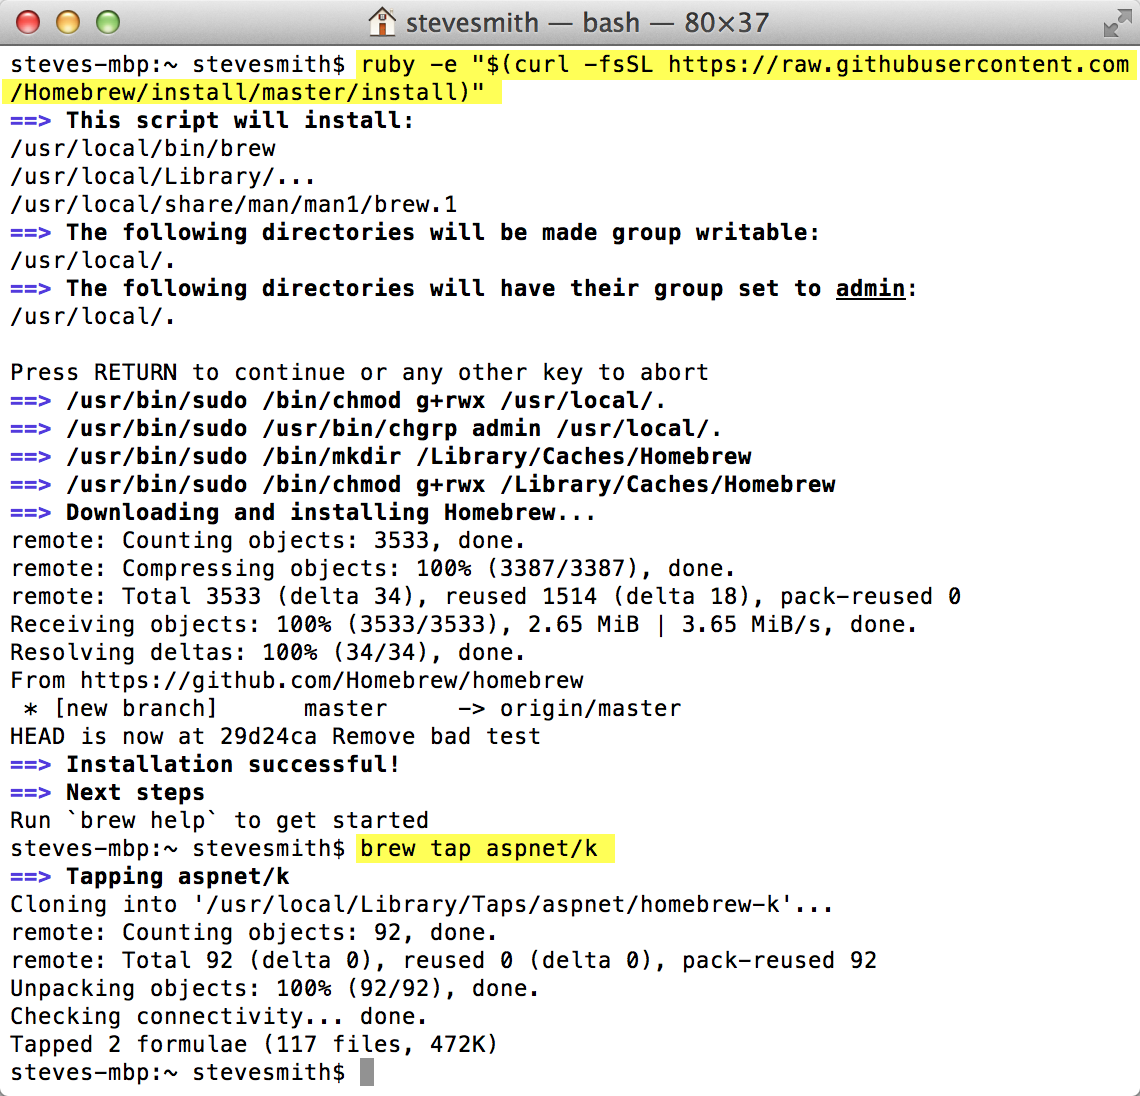 stevesmith — bash — 80×37
steves-mbp:~ stevesmith$ ruby -e "$(curl -fsSL https://raw.githubusercontent.com
/Homebrew/install/master/install)"
==> This script will install:
/usr/local/bin/brew
/usr/local/Library/...
/usr/local/share/man/man1/brew.1
==> The following directories will be made group writable:
/usr/local/.
==> The following directories will have their group set to admin:
/usr/local/.
Press RETURN to continue or any other key to abort
==> /usr/bin/sudo /bin/chmod g+rwx /usr/local/.
==> /usr/bin/sudo /usr/bin/chgrp admin /usr/local/.
==> /usr/bin/sudo /bin/mkdir /Library/Caches/Homebrew
==> /usr/bin/sudo /bin/chmod g+rwx /Library/Caches/Homebrew
==> Downloading and installing Homebrew...
remote: Counting objects: 3533, done.
remote: Compressing objects: 100% (3387/3387), done.
remote: Total 3533 (delta 34), reused 1514 (delta 18), pack-reused 0
Receiving objects: 100% (3533/3533), 2.65 MiB | 3.65 MiB/s, done.
Resolving deltas: 100% (34/34), done.
From https://github.com/Homebrew/homebrew
 * [new branch]      master     -> origin/master
HEAD is now at 29d24ca Remove bad test
==> Installation successful!
==> Next steps
Run `brew help` to get started
steves-mbp:~ stevesmith$ brew tap aspnet/k
==> Tapping aspnet/k
Cloning into '/usr/local/Library/Taps/aspnet/homebrew-k'...
remote: Counting objects: 92, done.
remote: Total 92 (delta 0), reused 0 (delta 0), pack-reused 92
Unpacking objects: 100% (92/92), done.
Checking connectivity... done.
Tapped 2 formulae (117 files, 472K)
steves-mbp:~ stevesmith$